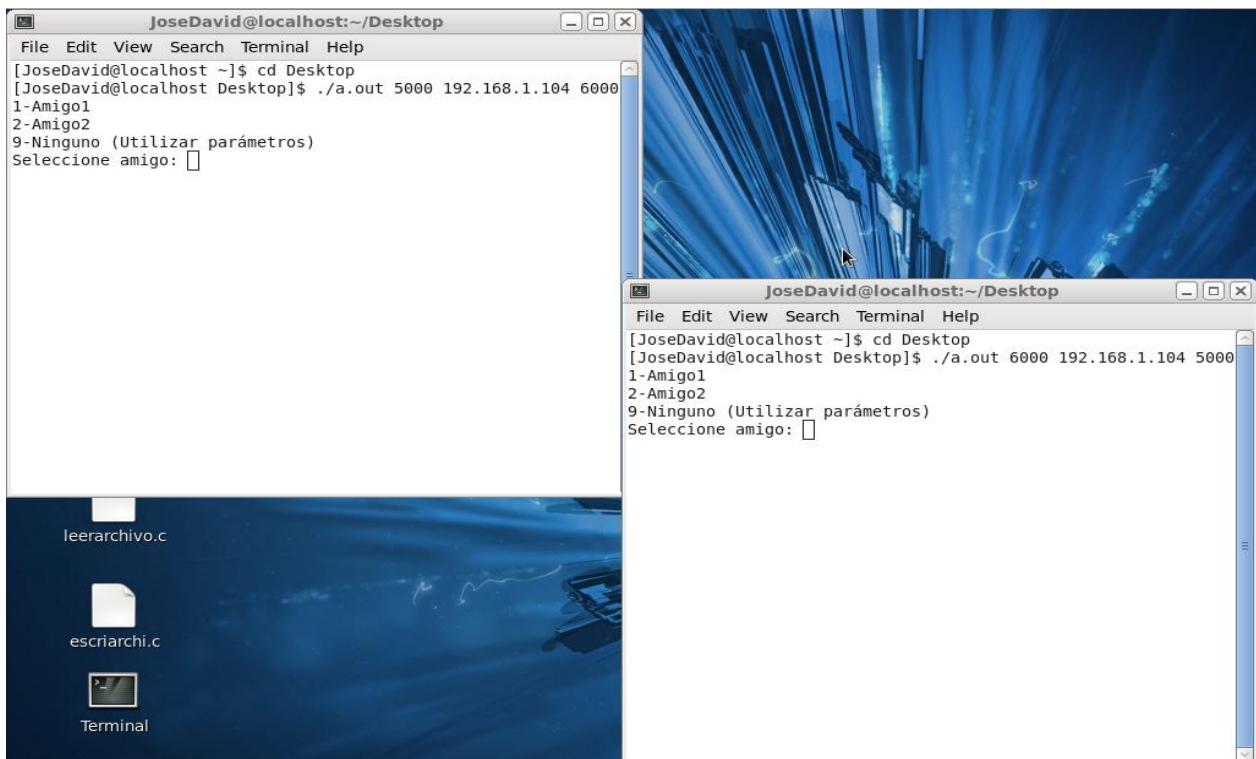 JoseDavid@localhost:~/Desktop
File Edit View Search Terminal Help
[JoseDavid@localhost ~]$ cd Desktop
[JoseDavid@localhost Desktop]$ ./a.out 5000 192.168.1.104 6000
1-Amigo1
2-Amigo2
9-Ninguno (Utilizar parámetros)
Seleccione amigo:
JoseDavid@localhost:~/Desktop
File Edit View Search Terminal Help
[JoseDavid@localhost ~]$ cd Desktop
[JoseDavid@localhost Desktop]$ ./a.out 6000 192.168.1.104 5000
1-Amigo1
2-Amigo2
9-Ninguno (Utilizar parámetros)
Seleccione amigo:
leerarchivo.c
escriarchi.c
Terminal